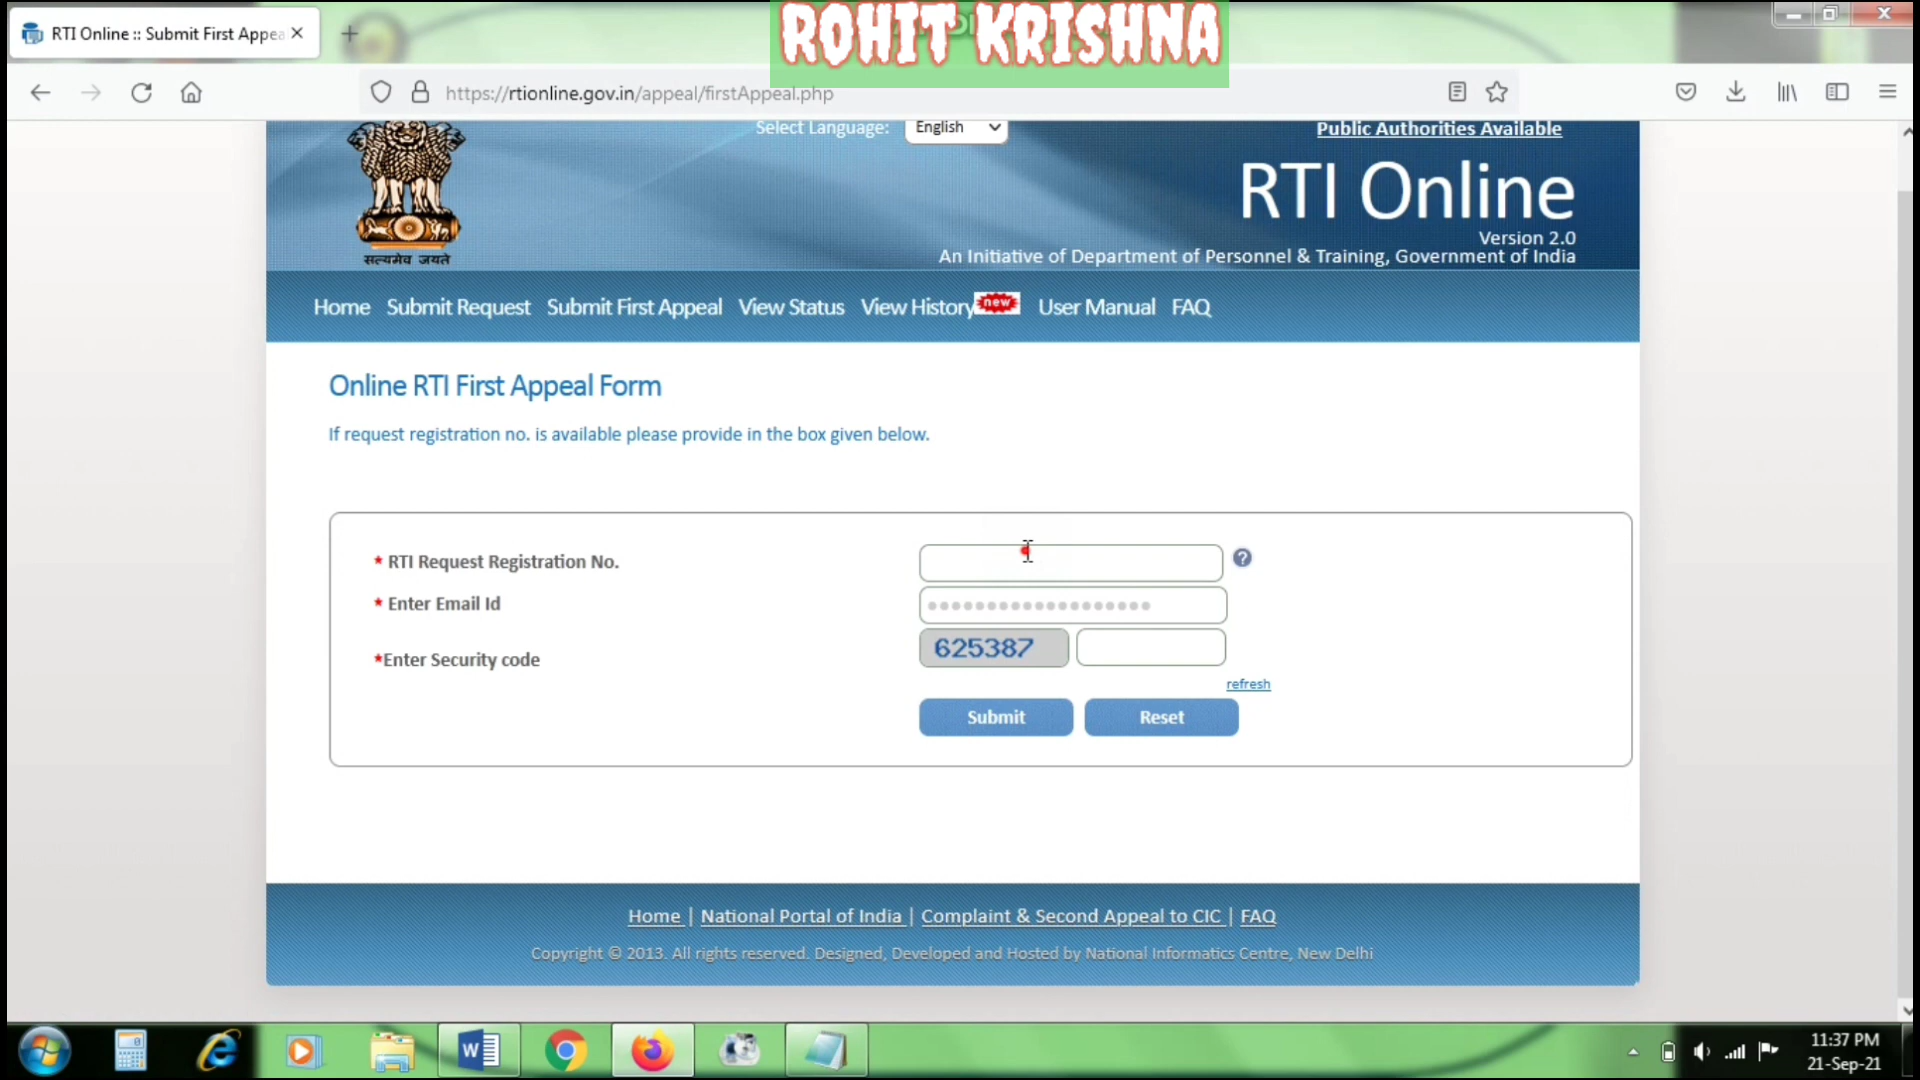 ROHIT KRISHNA
RTI Online :: Submit First Appea
https://rtionline.gov.in/appeal/firstAppeal.php
Select Language: English
Public Authorities Available
RTI Online
Version 2.0
An Initiative of Department of Personnel & Training, Government of India
सत्यमेव जयते
Home Submit Request Submit First Appeal View Status View History new User Manual FAQ
Online RTI First Appeal Form
If request registration no. is available please provide in the box given below.
* RTI Request Registration No.
* Enter Email Id
*Enter Security code 625387
refresh
Submit Reset
Home | National Portal of India | Complaint & Second Appeal to CIC | FAQ
Copyright © 2013. All rights reserved. Designed, Developed and Hosted by National Informatics Centre, New Delhi
11:37 PM
21-Sep-21